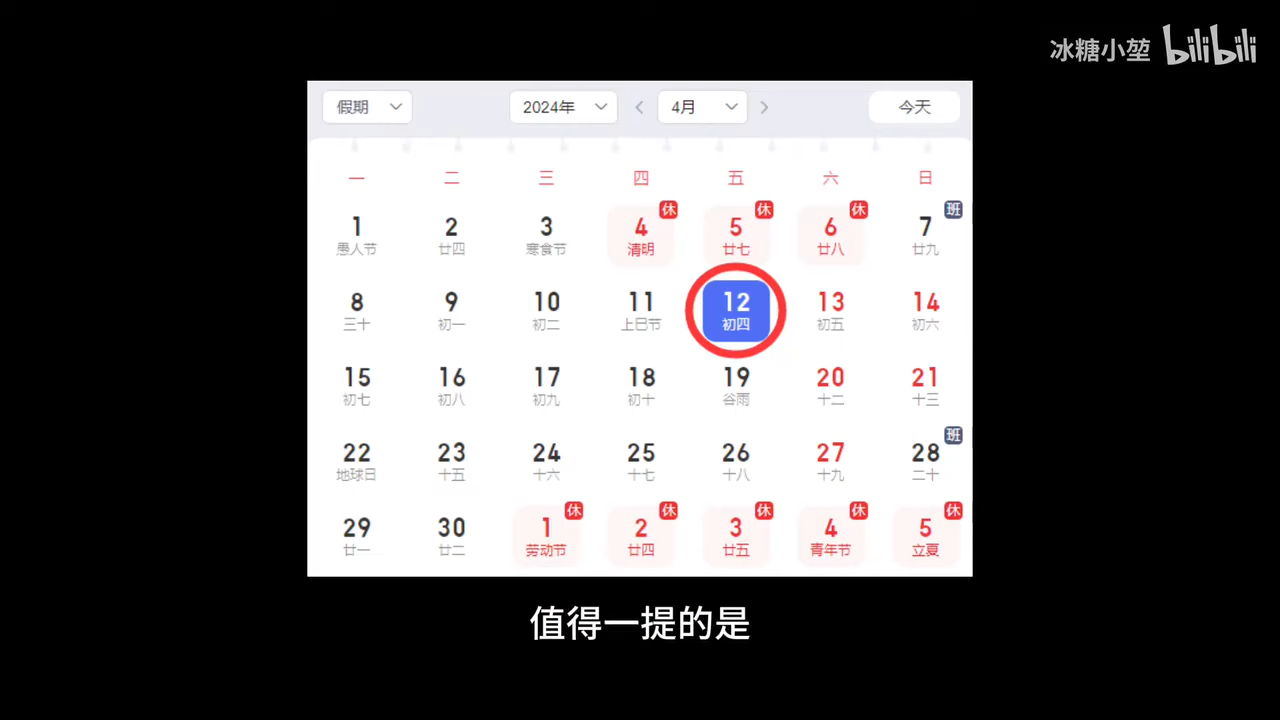 冰糖小堃 bilibili
假期 2024年 4月 今天
一 二 三 四 五 六 日
休 休 休 班
1 2 3 4 5 6 7
愚人节 廿四 寒食节 清明 廿七 廿八 廿九
8 9 10 11 12 13 14
三十 初一 初二 上巳节 初四 初五 初六
15 16 17 18 19 20 21
初七 初八 初九 初十 谷雨 十二 十三
班
22 23 24 25 26 27 28
地球日 十五 十六 十七 十八 十九 二十
休 休 休 休 休
29 30 1 2 3 4 5
廿一 廿二 劳动节 廿四 廿五 青年节 立夏
值得一提的是